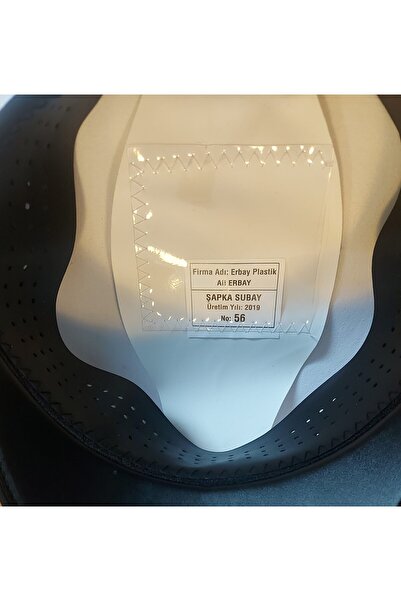 Firma Adı: Erbay Plastik
Ali ERBAY
ŞAPKA SUBAY
Üretim Yılı: 2019
No: 56